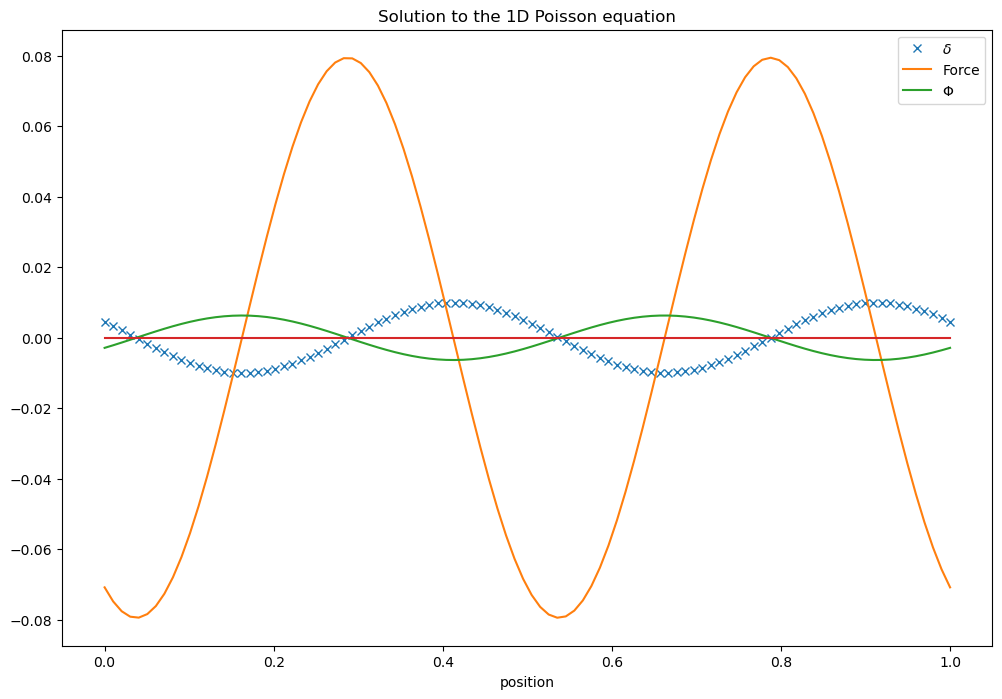 Solution to the 1D Poisson equation
δ
Force
Φ
0.08
0.06
0.04
0.02
0.00
−0.02
−0.04
−0.06
−0.08
0.0 0.2 0.4 0.6 0.8 1.0
position